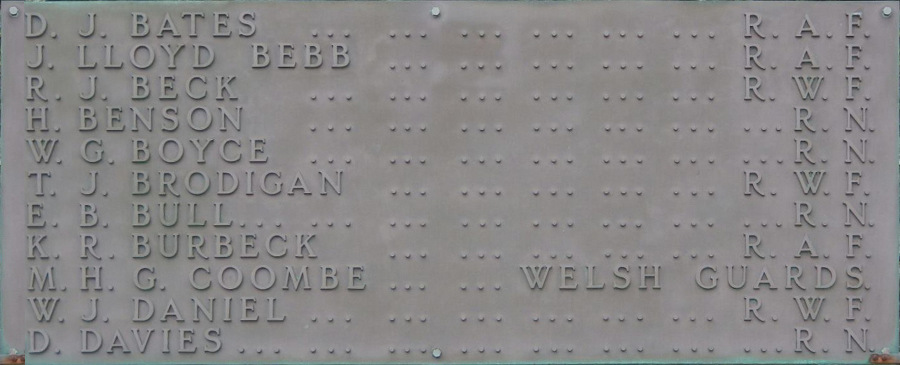 D. J. BATES ... ... ... ... ... ... R. A. F.
J. LLOYD BEBB ... ... ... ... ... R. A. F.
R. J. BECK ... ... ... ... ... ... R. W. F.
H. BENSON ... ... ... ... ... ... ... R. N.
W. G. BOYCE ... ... ... ... ... ... ... R. N.
T. J. BRODIGAN ... ... ... ... ... R. W. F.
E. B. BULL ... ... ... ... ... ... ... ... R. N.
K. R. BURBECK ... ... ... ... ... R. A. F.
M. H. G. COOMBE ... ... WELSH GUARDS.
W. J. DANIEL ... ... ... ... ... ... R. W. F.
D. DAVIES ... ... ... ... ... ... ... ... R. N.